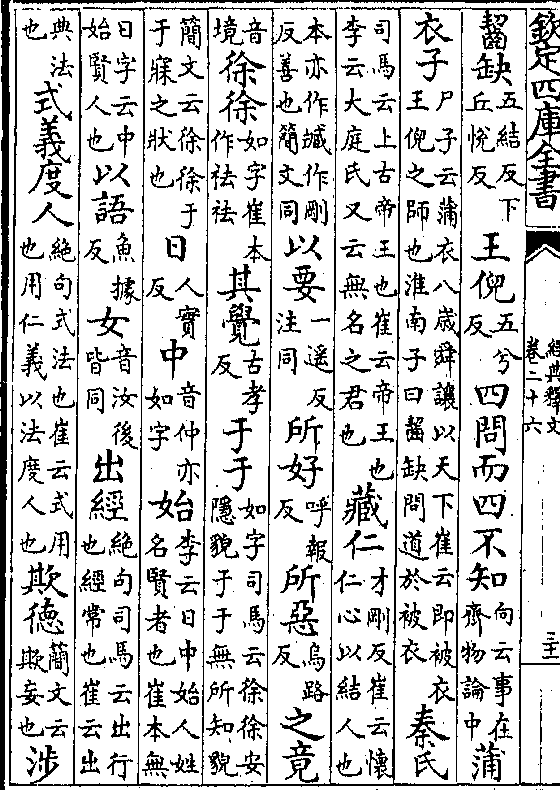 欽定四庫全書 經典釋文卷二十六 三十一
齧缺五結反下丘悅反王倪五兮反四問而四不知向云事在齊物論中蒲
衣子尸子云蒲衣八歲舜讓以天下崔云即被衣王倪之師也淮南子曰齧缺問道於被衣泰氏
司馬云上古帝王也崔云帝王也李云大庭氏又云無名之君也藏仁才剛反崔云懷仁心以結人也
本亦作臧作剛反善也簡文同以要一遥反注同所好呼報反所惡烏路反之竟
音境徐徐如字崔本作袪袪其覺古孝反于于如字司馬云徐徐安隱貌于于無所知貌
簡文云徐徐于于寐之狀也日人實反中音仲亦如字始李云日中始人姓名賢者也崔本無
日字云中始賢人也以語魚據反女音汝後皆同出經絶句司馬云出行也經常也崔云出
典法也式義度人絶句式法也崔云式用也用仁義以法度人也欺德簡文云欺妄也涉